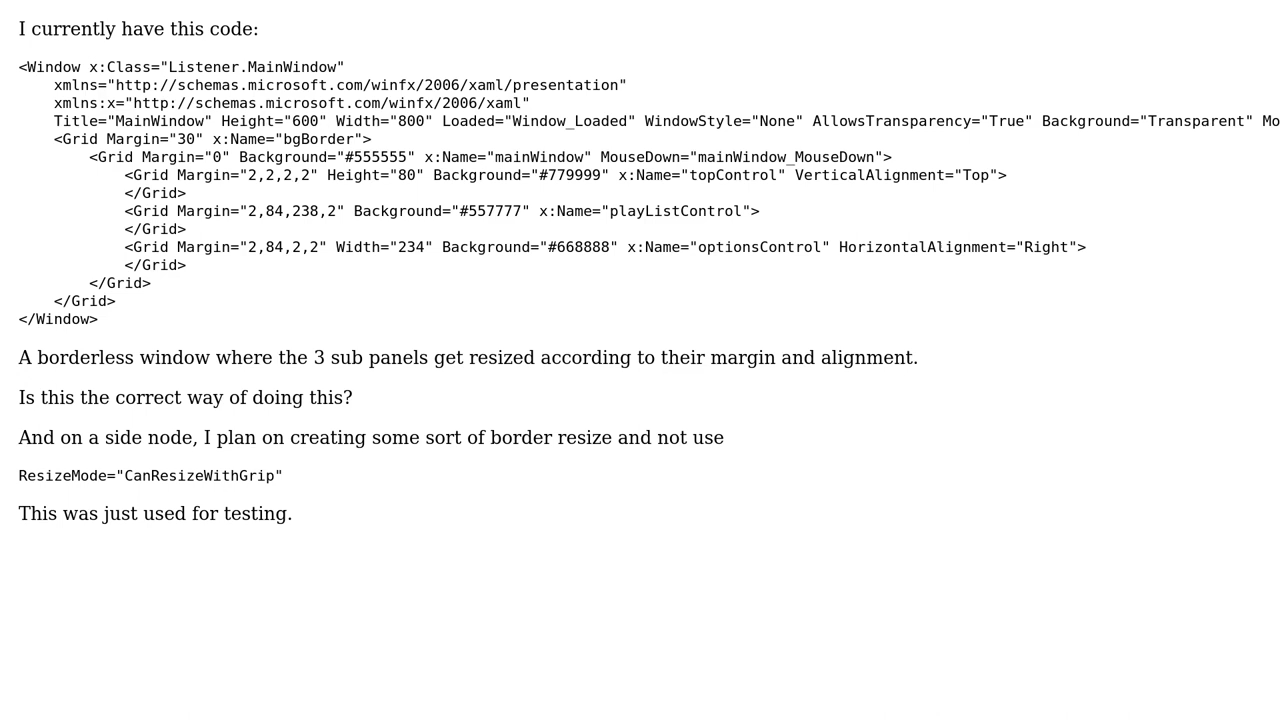 I currently have this code:
<Window x:Class="Listener.MainWindow"
    xmlns="http://schemas.microsoft.com/winfx/2006/xaml/presentation"
    xmlns:x="http://schemas.microsoft.com/winfx/2006/xaml"
    Title="MainWindow" Height="600" Width="800" Loaded="Window_Loaded" WindowStyle="None" AllowsTransparency="True" Background="Transparent" Mo
    <Grid Margin="30" x:Name="bgBorder">
        <Grid Margin="0" Background="#555555" x:Name="mainWindow" MouseDown="mainWindow_MouseDown">
            <Grid Margin="2,2,2,2" Height="80" Background="#779999" x:Name="topControl" VerticalAlignment="Top">
            </Grid>
            <Grid Margin="2,84,238,2" Background="#557777" x:Name="playListControl">
            </Grid>
            <Grid Margin="2,84,2,2" Width="234" Background="#668888" x:Name="optionsControl" HorizontalAlignment="Right">
            </Grid>
        </Grid>
    </Grid>
</Window>
A borderless window where the 3 sub panels get resized according to their margin and alignment.
Is this the correct way of doing this?
And on a side node, I plan on creating some sort of border resize and not use
ResizeMode="CanResizeWithGrip"
This was just used for testing.